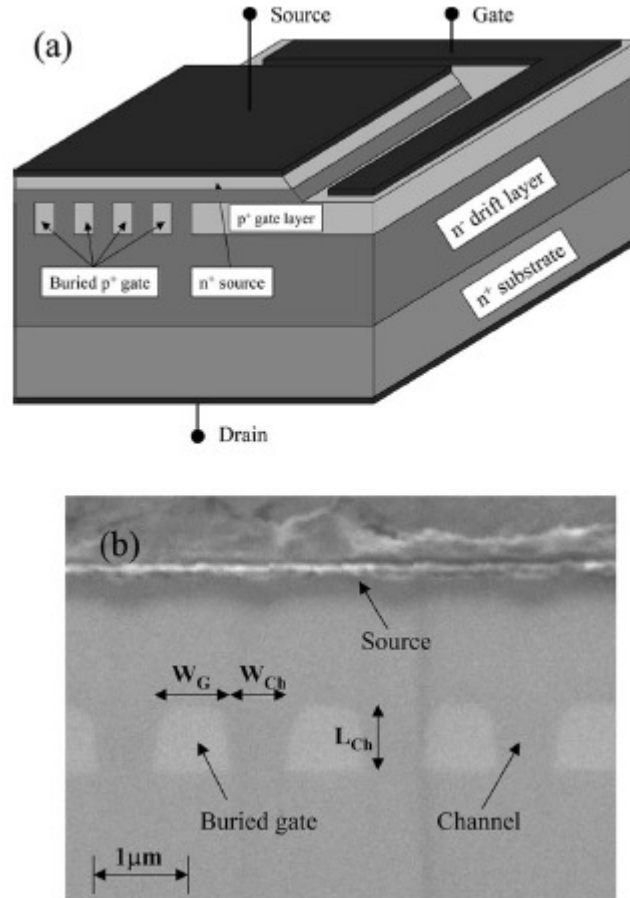 (a)
Source
Gate
p⁺ gate layer
Buried p⁺ gate
n⁺ source
n⁻ drift layer
n⁺ substrate
Drain
(b)
Source
W_G
W_Ch
L_Ch
Buried gate
Channel
1μm